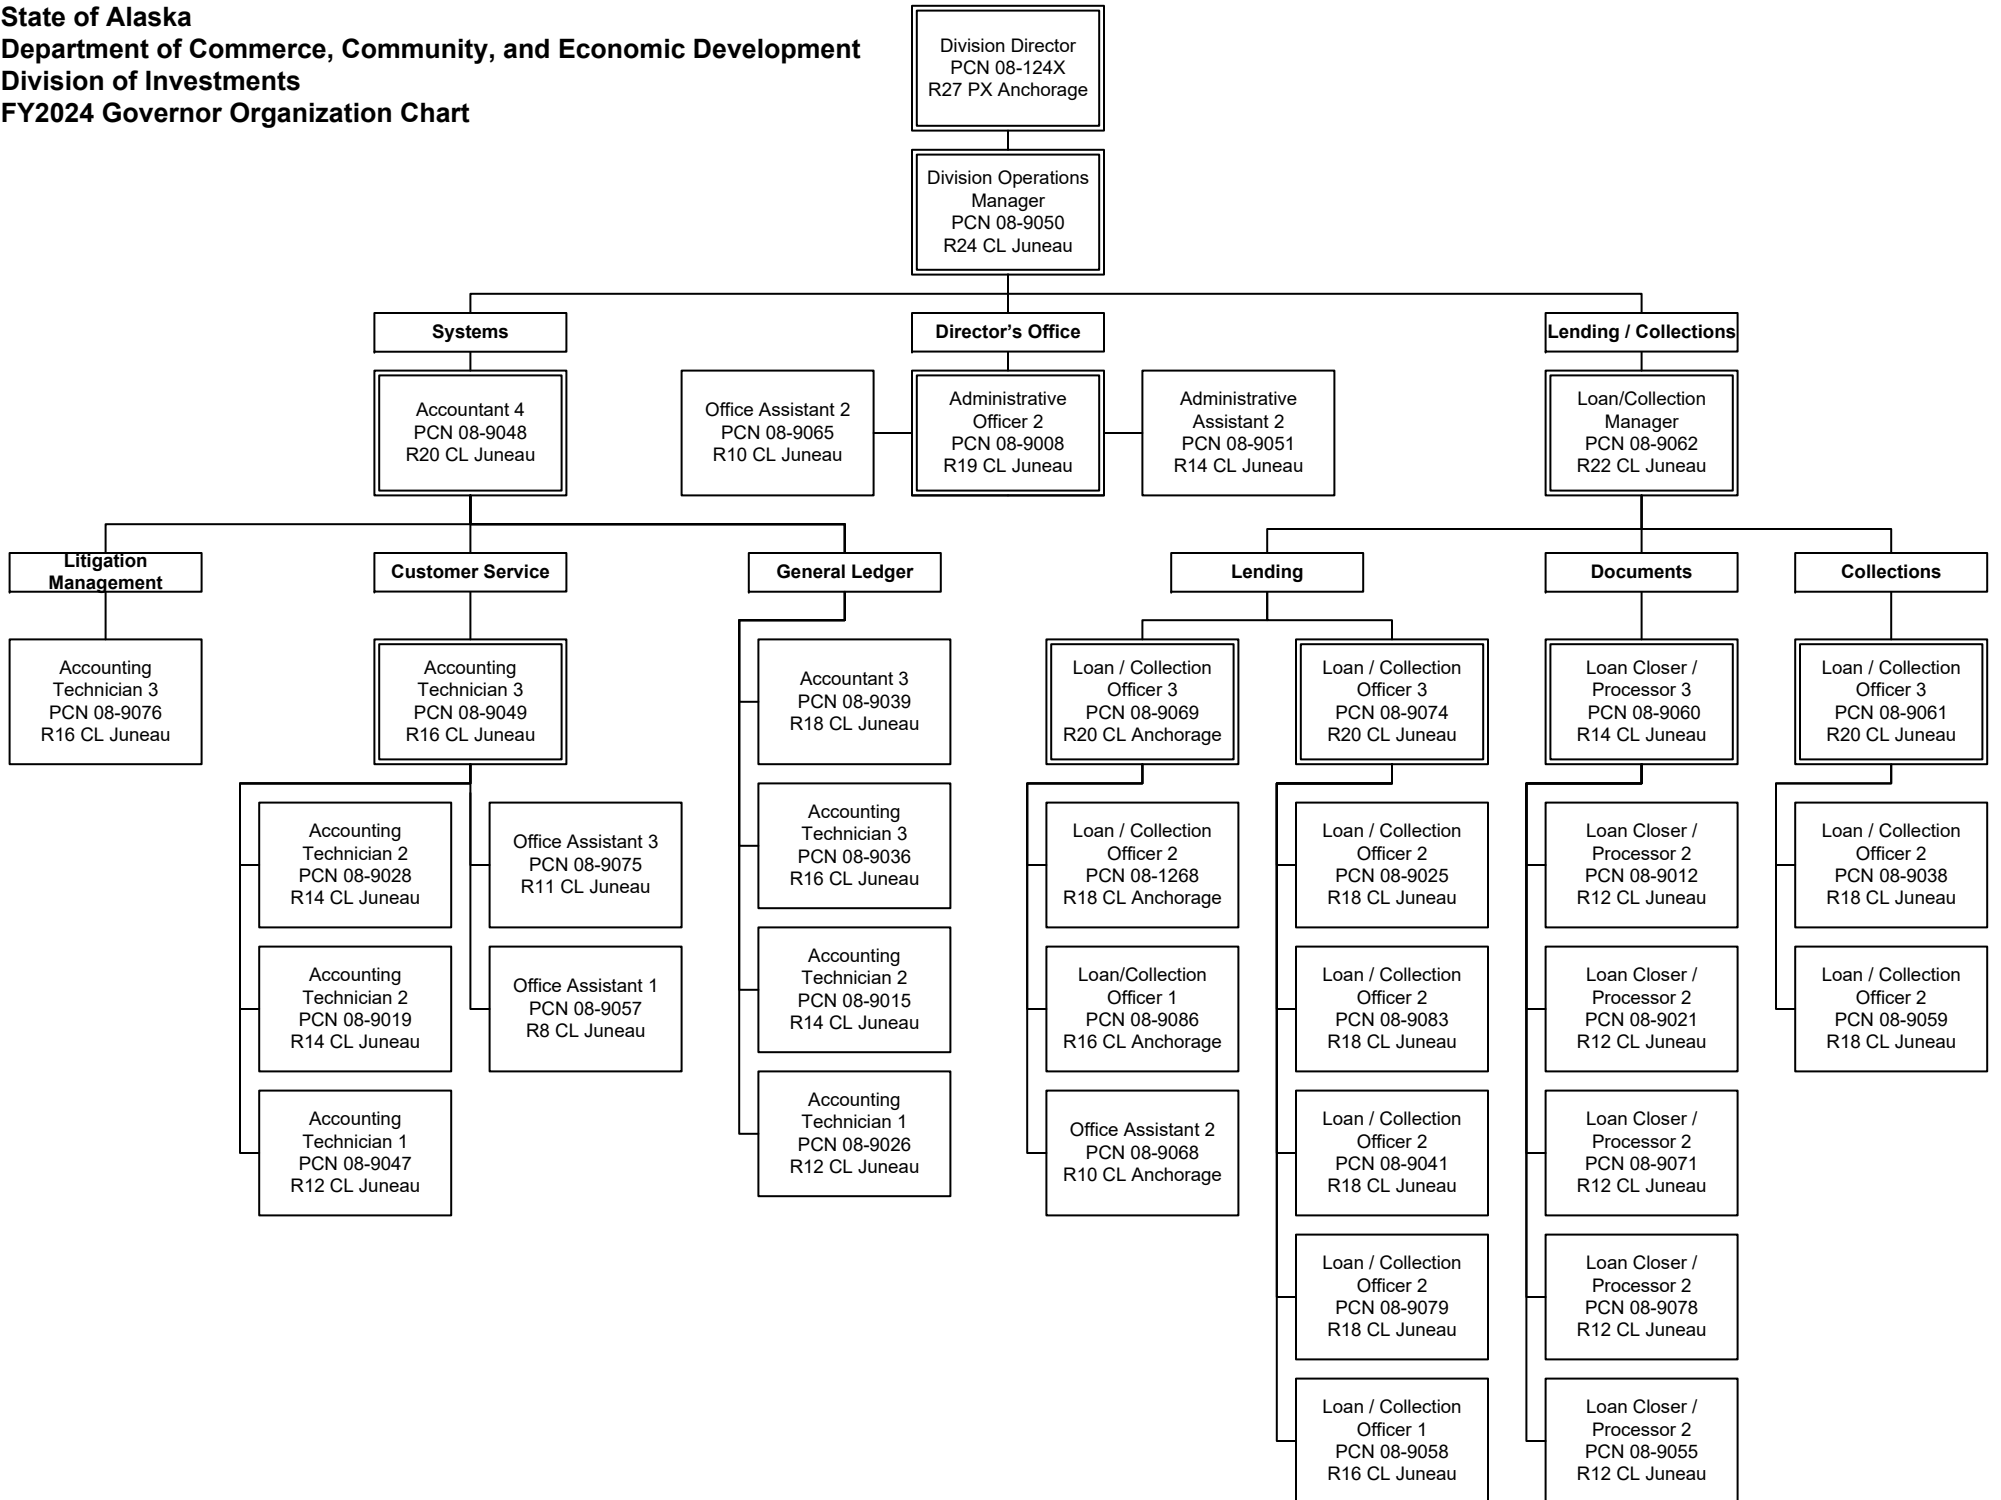 State of Alaska
Department of Commerce, Community, and Economic Development
Division of Investments
FY2024 Governor Organization Chart
Division Director
PCN 08-124X
R27 PX Anchorage
Division Operations
Manager
PCN 08-9050
R24 CL Juneau
Systems
Director’s Office
Lending / Collections
Accountant 4
PCN 08-9048
R20 CL Juneau
Office Assistant 2
PCN 08-9065
R10 CL Juneau
Administrative
Officer 2
PCN 08-9008
R19 CL Juneau
Administrative
Assistant 2
PCN 08-9051
R14 CL Juneau
Loan/Collection
Manager
PCN 08-9062
R22 CL Juneau
Litigation
Management
Customer Service
General Ledger
Lending
Documents
Collections
Accounting
Technician 3
PCN 08-9076
R16 CL Juneau
Accounting
Technician 3
PCN 08-9049
R16 CL Juneau
Accounting
Technician 2
PCN 08-9028
R14 CL Juneau
Accounting
Technician 2
PCN 08-9019
R14 CL Juneau
Accounting
Technician 1
PCN 08-9047
R12 CL Juneau
Office Assistant 3
PCN 08-9075
R11 CL Juneau
Office Assistant 1
PCN 08-9057
R8 CL Juneau
Accountant 3
PCN 08-9039
R18 CL Juneau
Accounting
Technician 3
PCN 08-9036
R16 CL Juneau
Accounting
Technician 2
PCN 08-9015
R14 CL Juneau
Accounting
Technician 1
PCN 08-9026
R12 CL Juneau
Loan / Collection
Officer 3
PCN 08-9069
R20 CL Anchorage
Loan / Collection
Officer 2
PCN 08-1268
R18 CL Anchorage
Loan/Collection
Officer 1
PCN 08-9086
R16 CL Anchorage
Office Assistant 2
PCN 08-9068
R10 CL Anchorage
Loan / Collection
Officer 3
PCN 08-9074
R20 CL Juneau
Loan / Collection
Officer 2
PCN 08-9025
R18 CL Juneau
Loan / Collection
Officer 2
PCN 08-9083
R18 CL Juneau
Loan / Collection
Officer 2
PCN 08-9041
R18 CL Juneau
Loan / Collection
Officer 2
PCN 08-9079
R18 CL Juneau
Loan / Collection
Officer 1
PCN 08-9058
R16 CL Juneau
Loan Closer /
Processor 3
PCN 08-9060
R14 CL Juneau
Loan Closer /
Processor 2
PCN 08-9012
R12 CL Juneau
Loan Closer /
Processor 2
PCN 08-9021
R12 CL Juneau
Loan Closer /
Processor 2
PCN 08-9071
R12 CL Juneau
Loan Closer /
Processor 2
PCN 08-9078
R12 CL Juneau
Loan Closer /
Processor 2
PCN 08-9055
R12 CL Juneau
Loan / Collection
Officer 3
PCN 08-9061
R20 CL Juneau
Loan / Collection
Officer 2
PCN 08-9038
R18 CL Juneau
Loan / Collection
Officer 2
PCN 08-9059
R18 CL Juneau